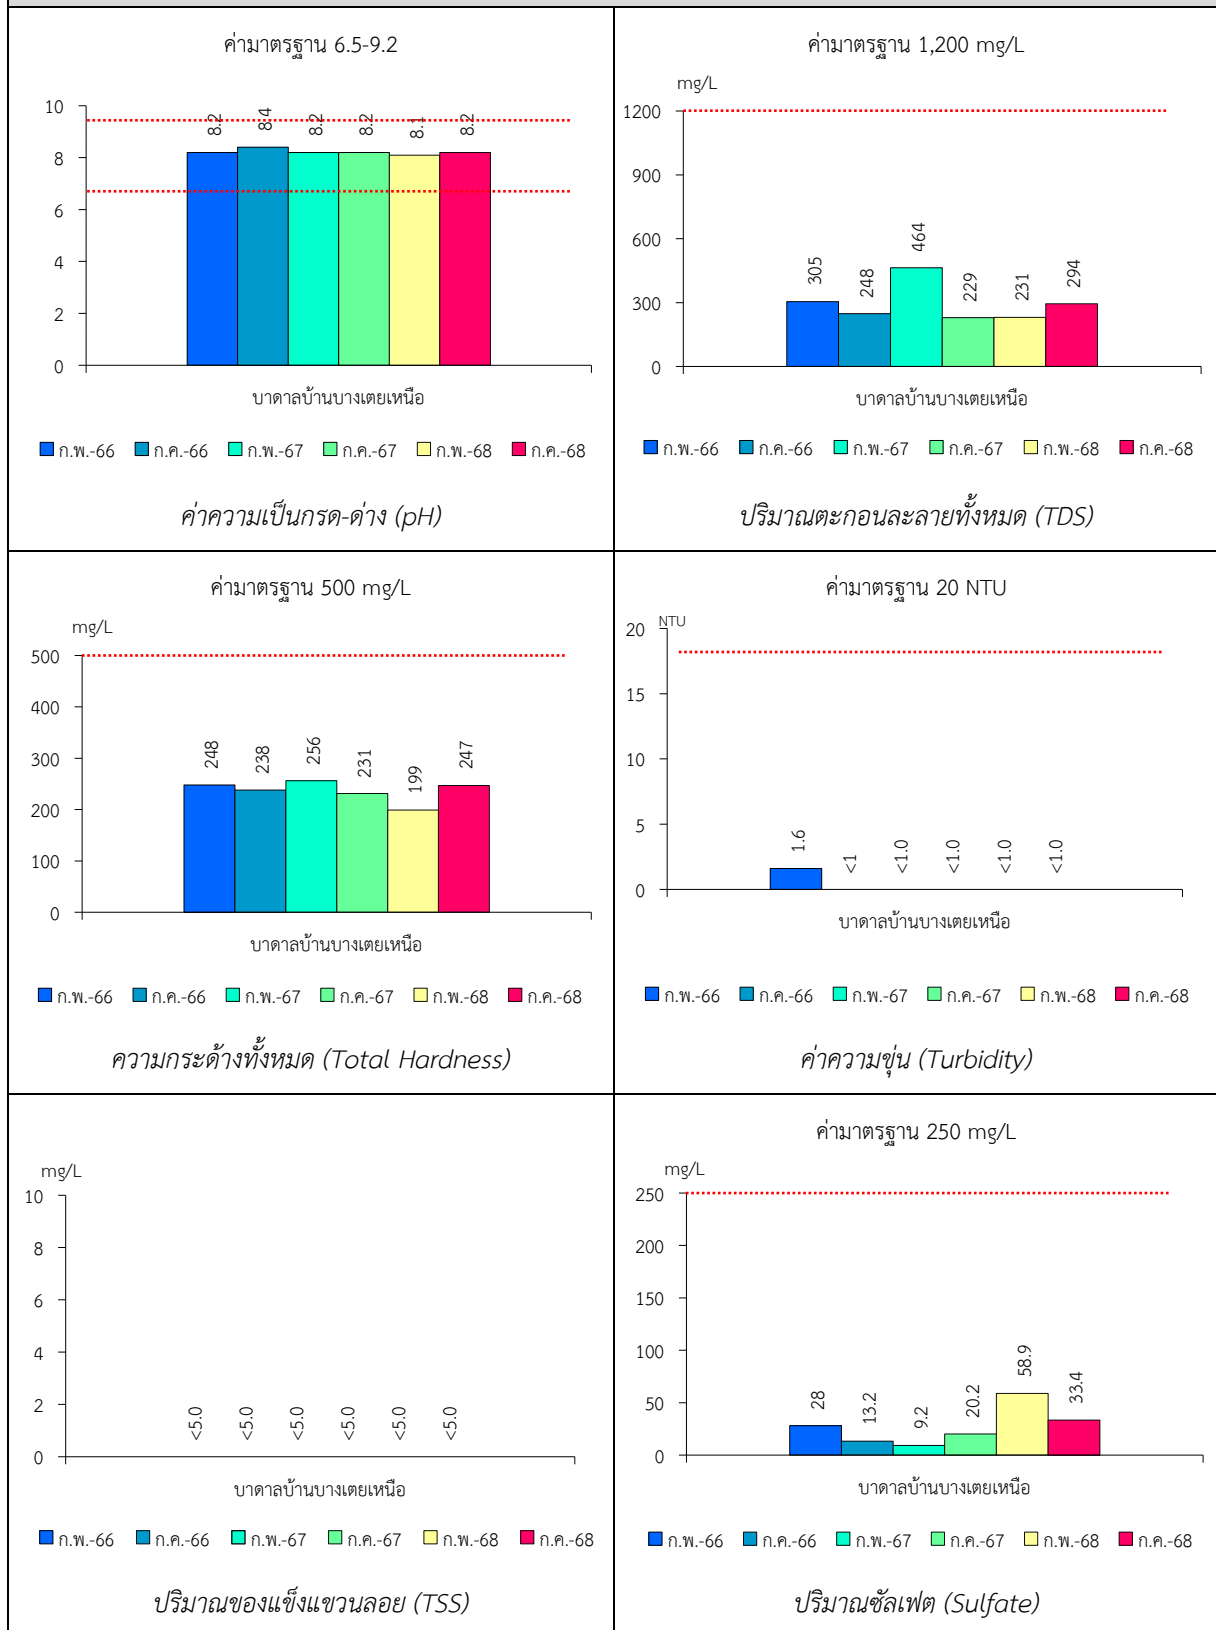 ค่ามาตรฐาน 6.5-9.2
10
8
6
4
2
0
8.2 8.4 8.2 8.2 8.1 8.2
บาดาลบ้านบางเตยเหนือ
ก.พ.-66 ก.ค.-66 ก.พ.-67 ก.ค.-67 ก.พ.-68 ก.ค.-68
ค่าความเป็นกรด-ด่าง (pH)
ค่ามาตรฐาน 1,200 mg/L
mg/L
1200
900
600
300
0
305 248 464 229 231 294
บาดาลบ้านบางเตยเหนือ
ก.พ.-66 ก.ค.-66 ก.พ.-67 ก.ค.-67 ก.พ.-68 ก.ค.-68
ปริมาณตะกอนละลายทั้งหมด (TDS)
ค่ามาตรฐาน 500 mg/L
mg/L
500
400
300
200
100
0
248 238 256 231 199 247
บาดาลบ้านบางเตยเหนือ
ก.พ.-66 ก.ค.-66 ก.พ.-67 ก.ค.-67 ก.พ.-68 ก.ค.-68
ความกระด้างทั้งหมด (Total Hardness)
ค่ามาตรฐาน 20 NTU
NTU
20
15
10
5
0
1.6 <1 <1.0 <1.0 <1.0 <1.0
บาดาลบ้านบางเตยเหนือ
ก.พ.-66 ก.ค.-66 ก.พ.-67 ก.ค.-67 ก.พ.-68 ก.ค.-68
ค่าความขุ่น (Turbidity)
mg/L
10
8
6
4
2
0
<5.0 <5.0 <5.0 <5.0 <5.0 <5.0
บาดาลบ้านบางเตยเหนือ
ก.พ.-66 ก.ค.-66 ก.พ.-67 ก.ค.-67 ก.พ.-68 ก.ค.-68
ปริมาณของแข็งแขวนลอย (TSS)
ค่ามาตรฐาน 250 mg/L
mg/L
250
200
150
100
50
0
28 13.2 9.2 20.2 58.9 33.4
บาดาลบ้านบางเตยเหนือ
ก.พ.-66 ก.ค.-66 ก.พ.-67 ก.ค.-67 ก.พ.-68 ก.ค.-68
ปริมาณซัลเฟต (Sulfate)